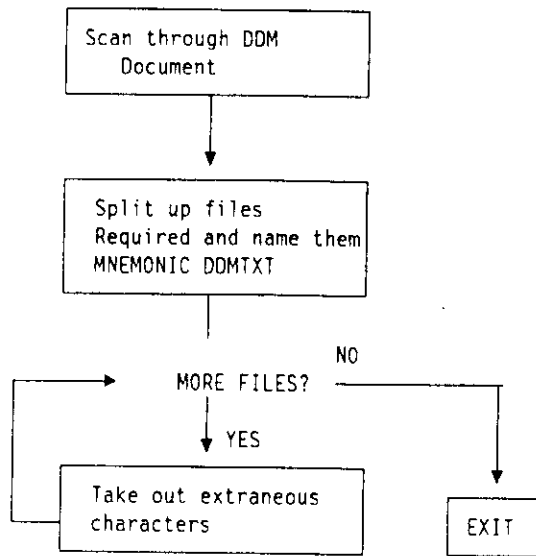 Scan through DDM
Document
Split up files
Required and name them
MNEMONIC DDMTXT
NO
MORE FILES?
YES
Take out extraneous
characters
EXIT